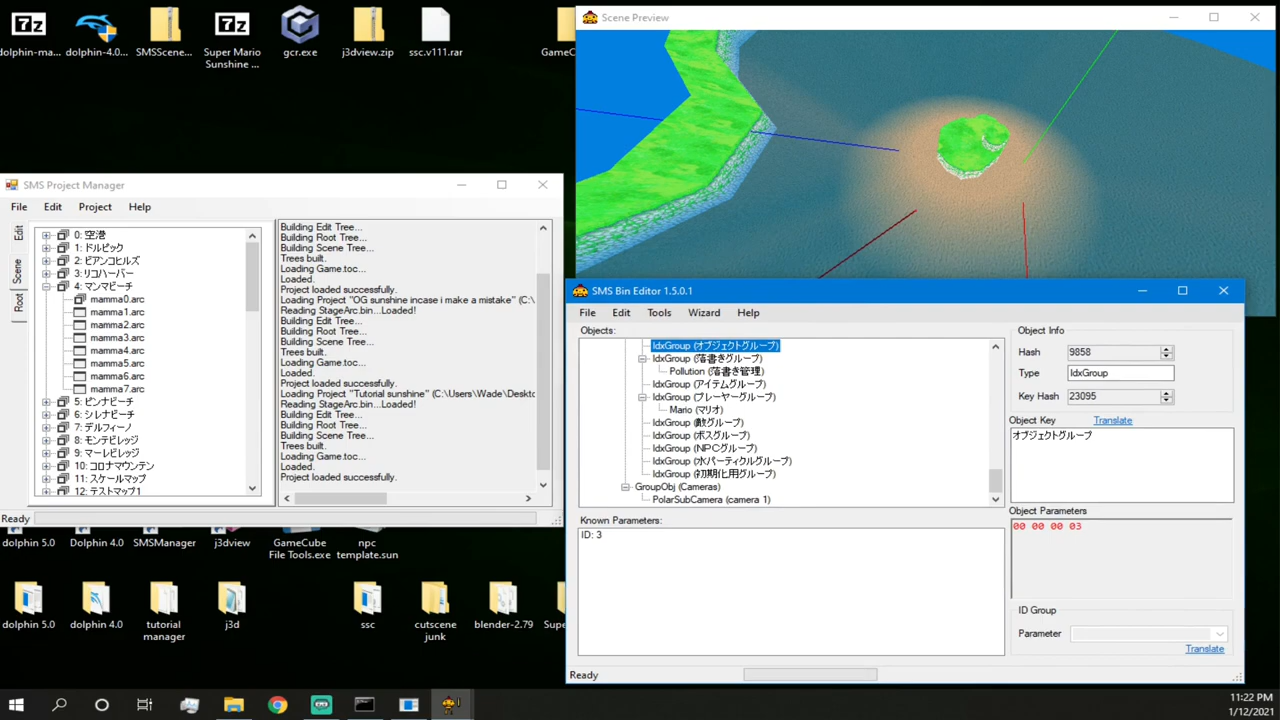 dolphin-ma...
dolphin-4.0...
SMSScene...
Super Mario
Sunshine ...
gcr.exe
j3dview.zip
ssc.v111.rar
GameC
Scene Preview
SMS Project Manager
File
Edit
Project
Help
Edit
Scene
Root
0: 空港
1: ドルピック
2: ビアンコヒルズ
3: リコハーバー
4: マンマビーチ
mamma0.arc
mamma1.arc
mamma2.arc
mamma3.arc
mamma4.arc
mamma5.arc
mamma6.arc
mamma7.arc
5: ピンナビーチ
6: シレナビーチ
7: デルフィーノ
8: モンテビレッジ
9: マーレビレッジ
10: コロナマウンテン
11: スケールマップ
12: テストマップ1
Building Edit Tree...
Building Root Tree...
Building Scene Tree...
Trees built.
Loading Game.toc...
Loaded.
Project loaded successfully.
Loading Project "OG sunshine incase i make a mistake" (C:\
Reading StageArc.bin...Loaded!
Building Edit Tree...
Building Root Tree...
Building Scene Tree...
Trees built.
Loading Game.toc...
Loaded.
Project loaded successfully.
Loading Project "Tutorial sunshine" (C:\Users\Wade\Deskto
Reading StageArc.bin...Loaded!
Building Edit Tree...
Building Root Tree...
Building Scene Tree...
Trees built.
Loading Game.toc...
Loaded.
Project loaded successfully.
Ready
SMS Bin Editor 1.5.0.1
File
Edit
Tools
Wizard
Help
Objects:
IdxGroup (オブジェクトグループ)
IdxGroup (落書きグループ)
Pollution (落書き管理)
IdxGroup (アイテムグループ)
IdxGroup (プレーヤーグループ)
Mario (マリオ)
IdxGroup (敵グループ)
IdxGroup (ボスグループ)
IdxGroup (NPCグループ)
IdxGroup (水パーティクルグループ)
IdxGroup (初期化用グループ)
GroupObj (Cameras)
PolarSubCamera (camera 1)
Known Parameters:
ID: 3
Object Info
Hash
9858
Type
IdxGroup
Key Hash
23095
Object Key
Translate
オブジェクトグループ
Object Parameters
00 00 00 03
ID Group
Parameter
Translate
Ready
dolphin 5.0
Dolphin 4.0
SMSManager
j3dview
GameCube
File Tools.exe
npc
template.sun
dolphin 5.0
dolphin 4.0
tutorial
manager
j3d
ssc
cutscene
junk
blender-2.79
Supe
11:22 PM
1/12/2021